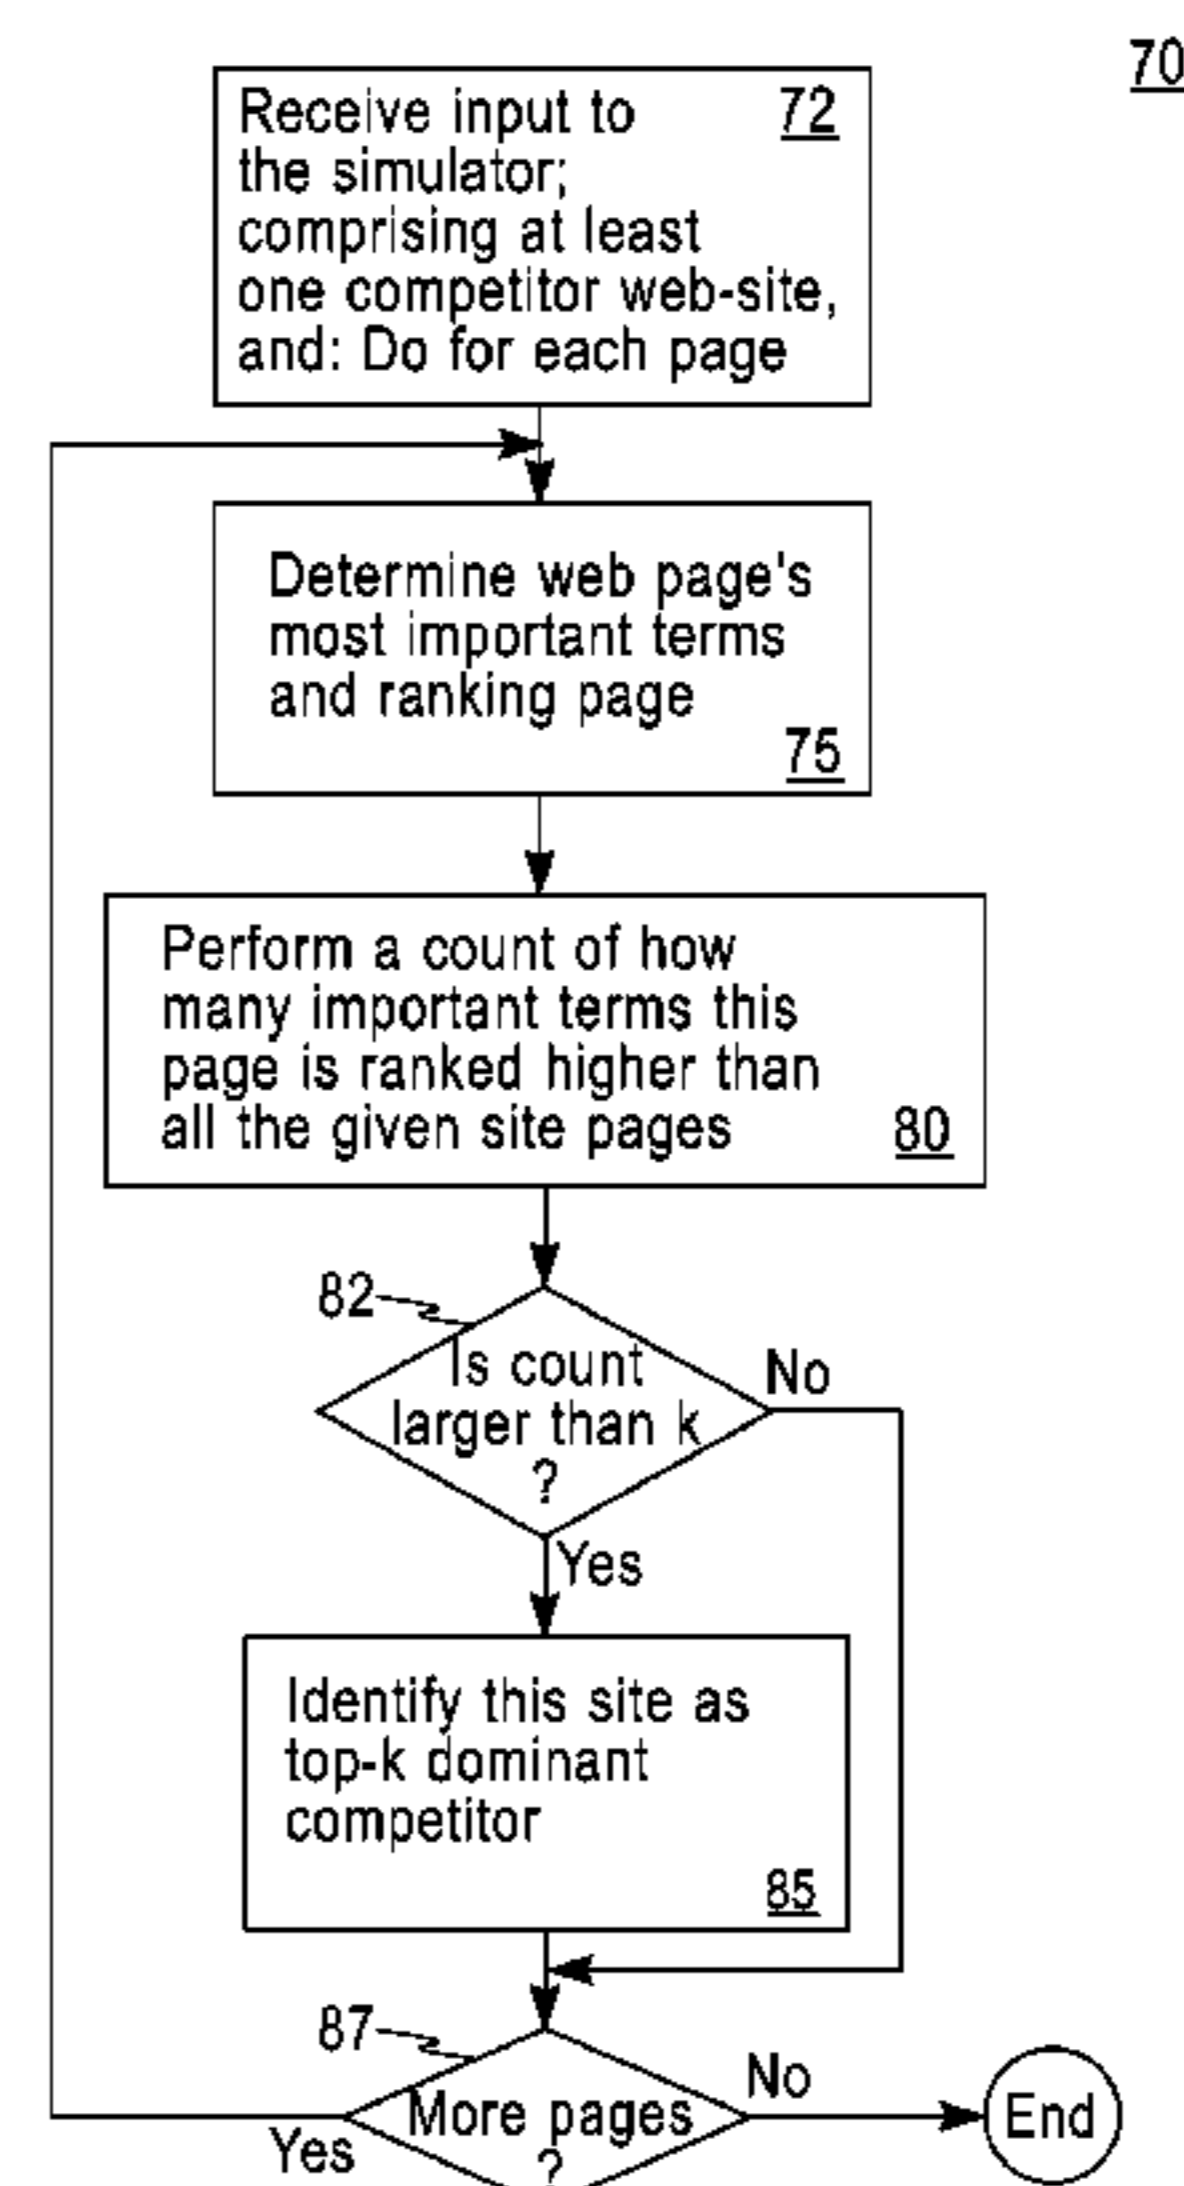 70
Receive input to 72
the simulator;
comprising at least
one competitor web-site,
and: Do for each page
Determine web page's
most important terms
and ranking page
75
Perform a count of how
many important terms this
page is ranked higher than
all the given site pages 80
82
Is count
larger than k
?
No
Yes
Identify this site as
top-k dominant
competitor
85
87
More pages
?
No
End
Yes